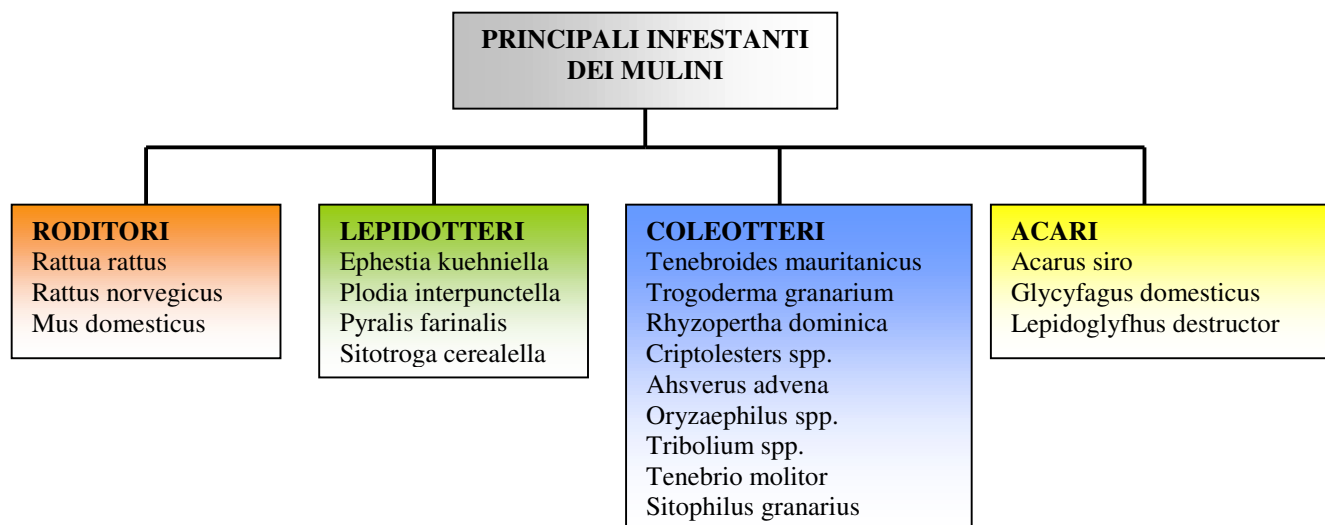 PRINCIPALI INFESTANTI
DEI MULINI
RODITORI
Rattua rattus
Rattus norvegicus
Mus domesticus
LEPIDOTTERI
Ephestia kuehniella
Plodia interpunctella
Pyralis farinalis
Sitotroga cerealella
COLEOTTERI
Tenebroides mauritanicus
Trogoderma granarium
Rhyzopertha dominica
Criptolesters spp.
Ahsverus advena
Oryzaephilus spp.
Tribolium spp.
Tenebrio molitor
Sitophilus granarius
ACARI
Acarus siro
Glycyfagus domesticus
Lepidoglyfhus destructor